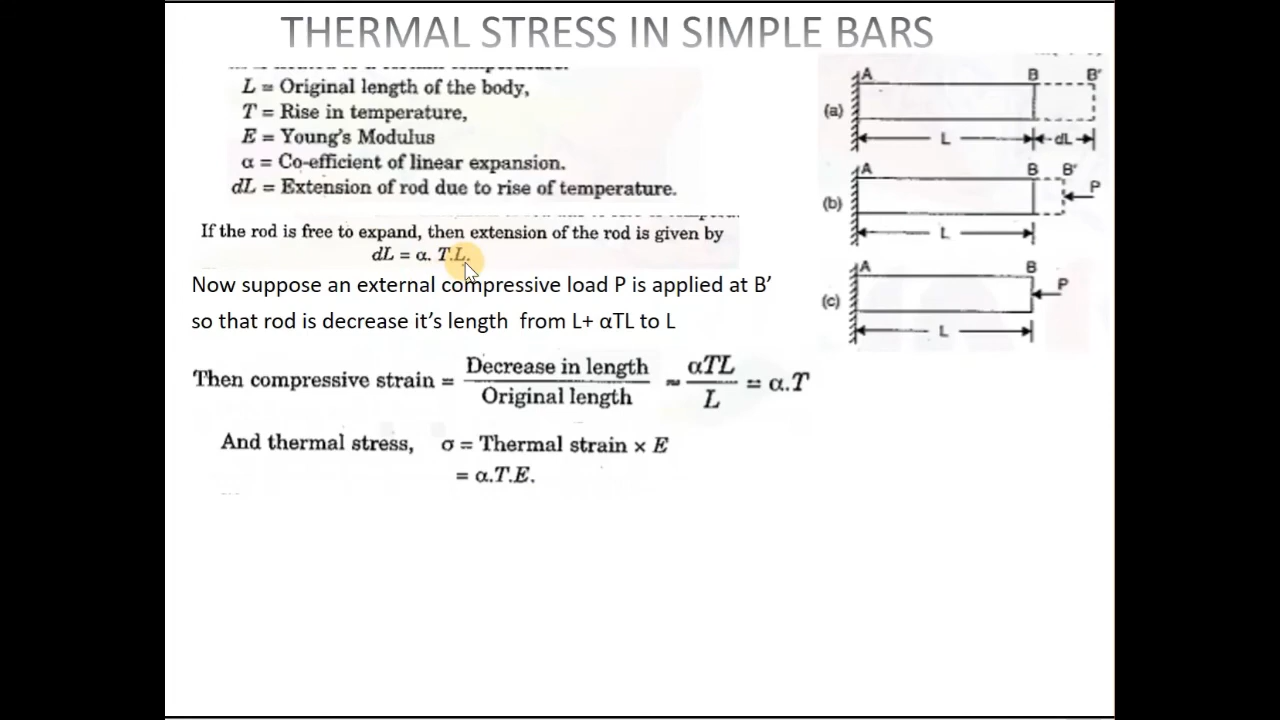 THERMAL STRESS IN SIMPLE BARS
L = Original length of the body,
T = Rise in temperature,
E = Young's Modulus
α = Co-efficient of linear expansion.
dL = Extension of rod due to rise of temperature.
If the rod is free to expand, then extension of the rod is given by
dL = α. T.L.
Now suppose an external compressive load P is applied at B’
so that rod is decrease it’s length from L+ αTL to L
Then compressive strain = Decrease in length / Original length = αTL / L = α.T
And thermal stress, σ = Thermal strain × E
= α.T.E.
A B B'
(a)
L dL
A B B'
(b) P
L
A B
(c) P
L